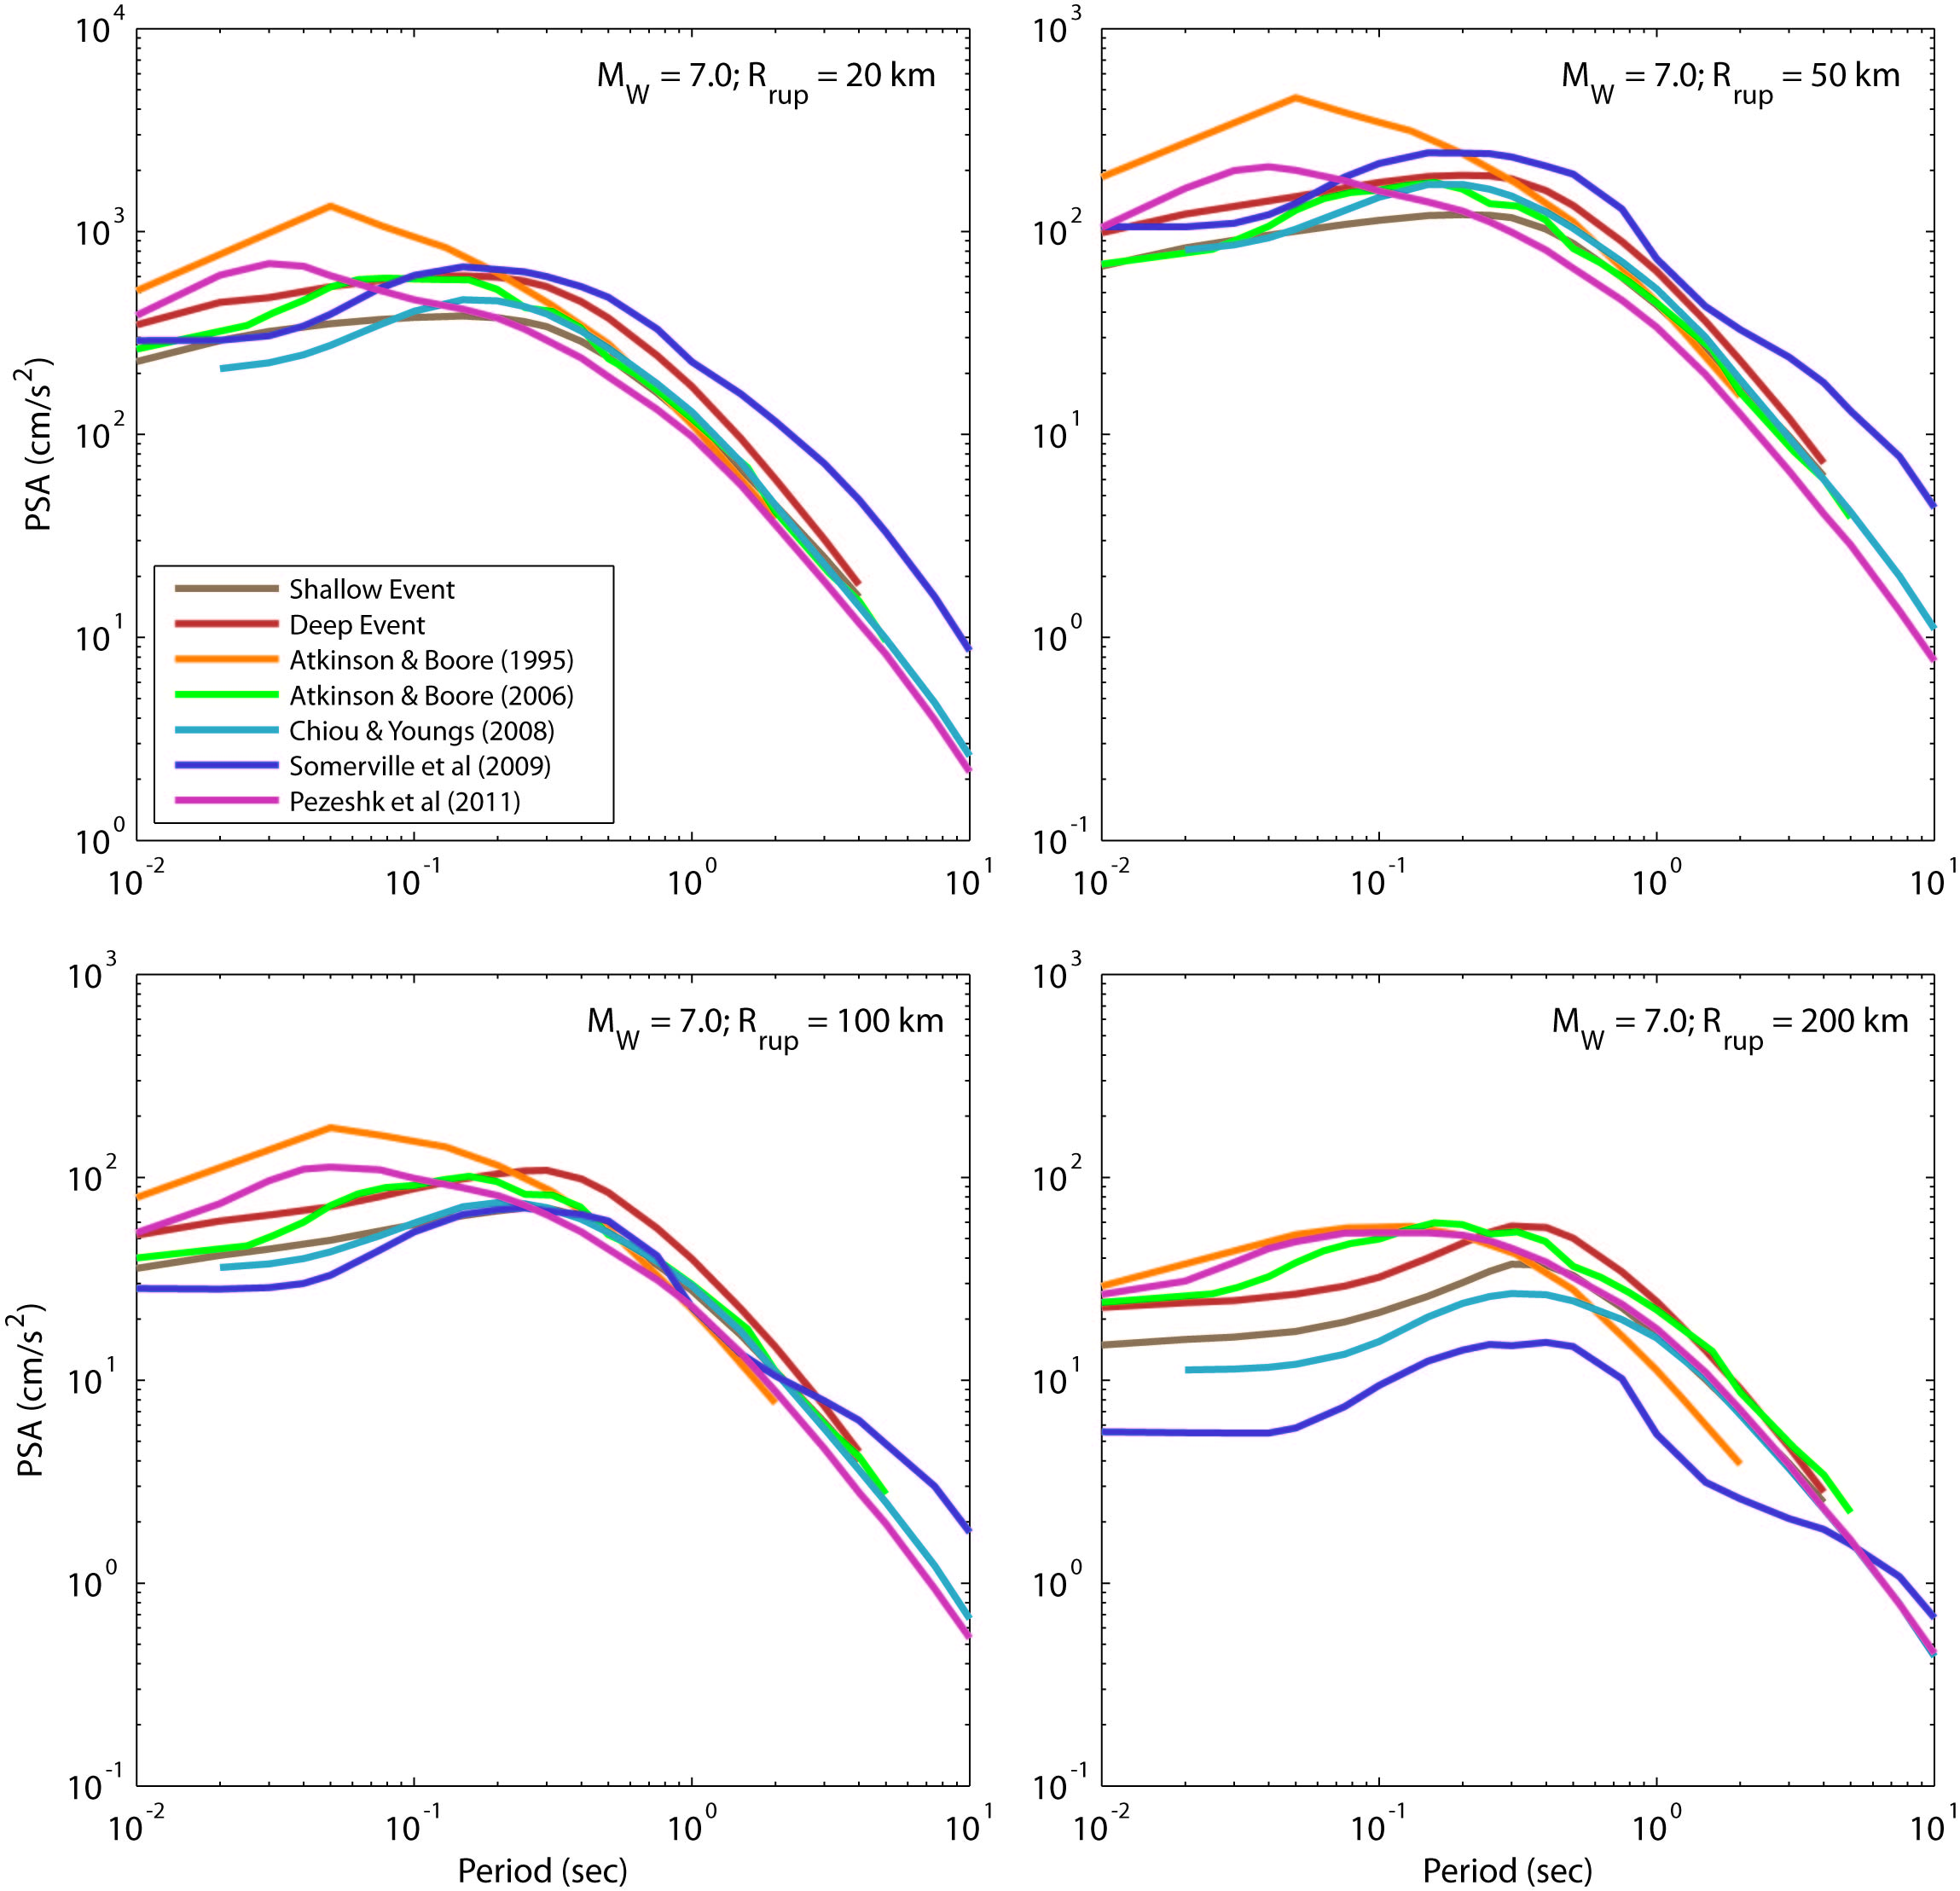 M_W = 7.0; R_rup = 20 km
10^4
10^3
10^2
10^1
10^0
PSA (cm/s^2)
Shallow Event
Deep Event
Atkinson & Boore (1995)
Atkinson & Boore (2006)
Chiou & Youngs (2008)
Somerville et al (2009)
Pezeshk et al (2011)
10^-2 10^-1 10^0 10^1
M_W = 7.0; R_rup = 50 km
10^3
10^2
10^1
10^0
10^-1
10^-2 10^-1 10^0 10^1
M_W = 7.0; R_rup = 100 km
10^3
10^2
10^1
10^0
10^-1
PSA (cm/s^2)
10^-2 10^-1 10^0 10^1
Period (sec)
M_W = 7.0; R_rup = 200 km
10^3
10^2
10^1
10^0
10^-1
10^-2 10^-1 10^0 10^1
Period (sec)